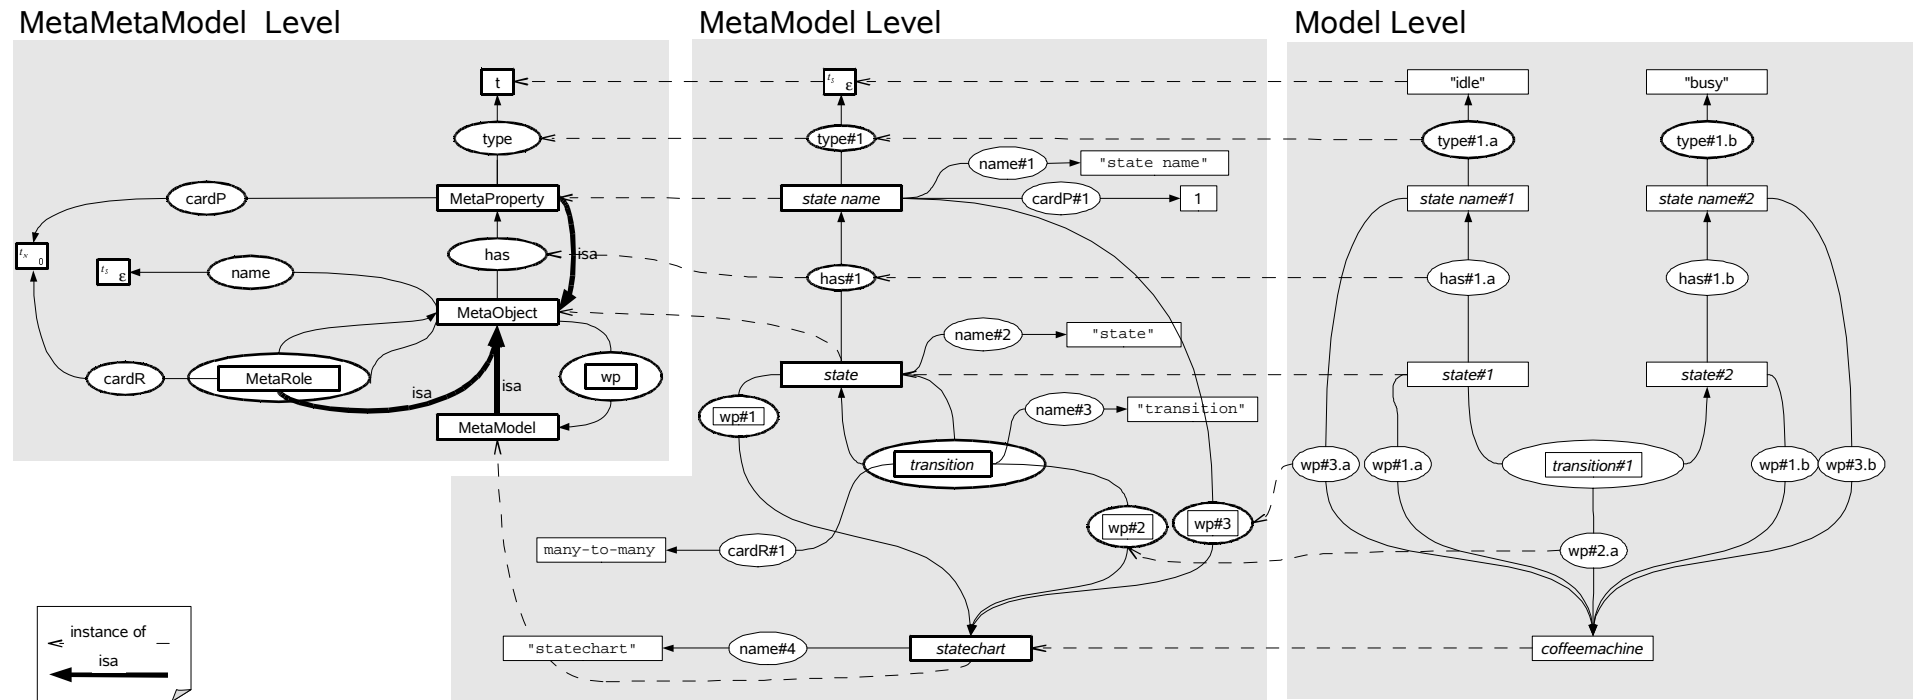 MetaMetaModel Level
MetaModel Level
Model Level
t
type
MetaProperty
cardP
has
isa
t_N 0
t_s ε
name
MetaObject
cardR
MetaRole
isa
isa
wp
MetaModel
t_s ε
type#1
name#1
"state name"
state name
cardP#1
1
has#1
name#2
"state"
state
wp#1
name#3
"transition"
transition
wp#2
wp#3
many-to-many
cardR#1
"statechart"
name#4
statechart
"idle"
"busy"
type#1.a
type#1.b
state name#1
state name#2
has#1.a
has#1.b
state#1
state#2
wp#3.a
wp#1.a
transition#1
wp#1.b
wp#3.b
wp#2.a
coffeemachine
instance of
isa